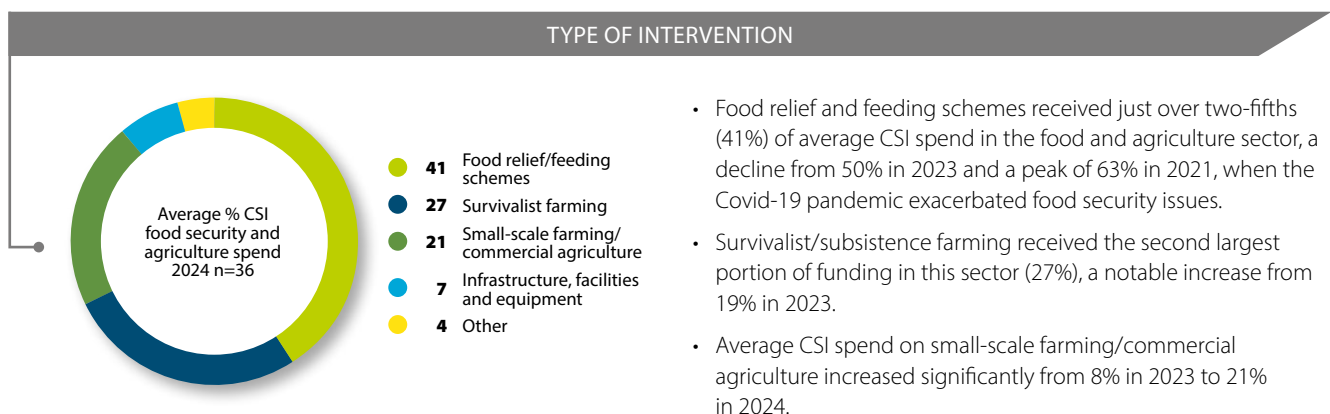 TYPE OF INTERVENTION
Average % CSI
food security and
agriculture spend
2024 n=36
41 Food relief/feeding
schemes
27 Survivalist farming
21 Small-scale farming/
commercial agriculture
7 Infrastructure, facilities
and equipment
4 Other
• Food relief and feeding schemes received just over two-fifths
(41%) of average CSI spend in the food and agriculture sector, a
decline from 50% in 2023 and a peak of 63% in 2021, when the
Covid-19 pandemic exacerbated food security issues.
• Survivalist/subsistence farming received the second largest
portion of funding in this sector (27%), a notable increase from
19% in 2023.
• Average CSI spend on small-scale farming/commercial
agriculture increased significantly from 8% in 2023 to 21%
in 2024.